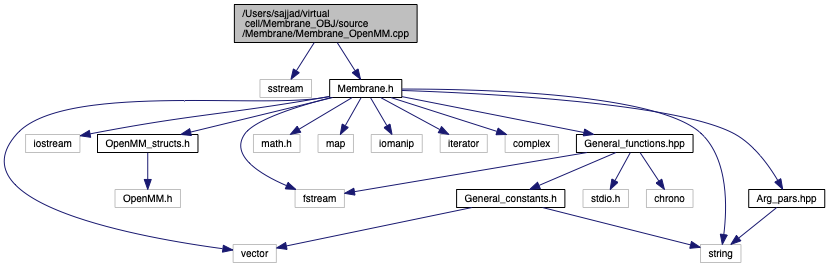 /Users/sajjad/virtual
cell/Membrane_OBJ/source
/Membrane/Membrane_OpenMM.cpp
sstream
Membrane.h
iostream
OpenMM_structs.h
math.h
map
iomanip
iterator
complex
General_functions.hpp
OpenMM.h
fstream
General_constants.h
stdio.h
chrono
Arg_pars.hpp
vector
string